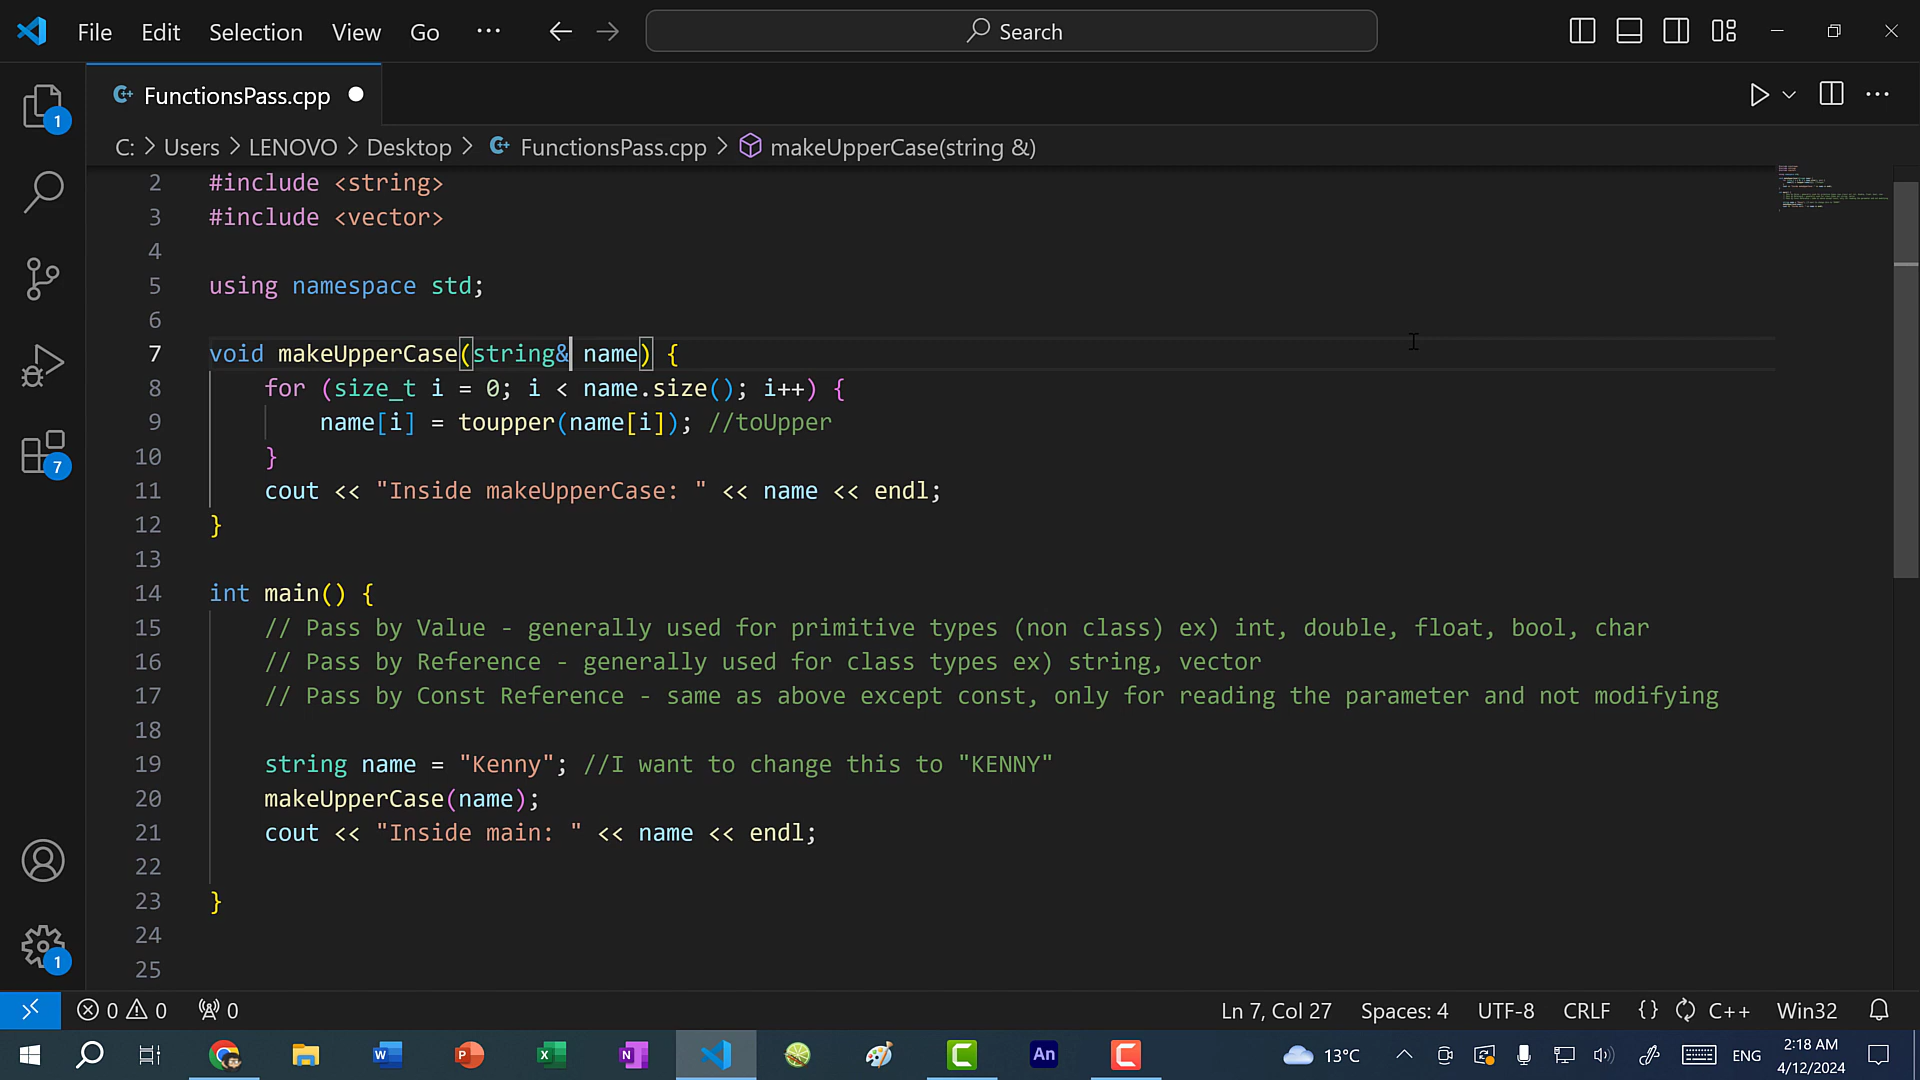 File Edit Selection View Go ··· Search
FunctionsPass.cpp
C: > Users > LENOVO > Desktop > FunctionsPass.cpp > makeUpperCase(string &)
2 #include <string>
3 #include <vector>
4
5 using namespace std;
6
7 void makeUpperCase(string& name) {
8 for (size_t i = 0; i < name.size(); i++) {
9 name[i] = toupper(name[i]); //toUpper
10 }
11 cout << "Inside makeUpperCase: " << name << endl;
12 }
13
14 int main() {
15 // Pass by Value - generally used for primitive types (non class) ex) int, double, float, bool, char
16 // Pass by Reference - generally used for class types ex) string, vector
17 // Pass by Const Reference - same as above except const, only for reading the parameter and not modifying
18
19 string name = "Kenny"; //I want to change this to "KENNY"
20 makeUpperCase(name);
21 cout << "Inside main: " << name << endl;
22
23 }
24
25
1
7
1
0 0 0 Ln 7, Col 27 Spaces: 4 UTF-8 CRLF {} C++ Win32
W P X N An 13°C ENG 2:18 AM
4/12/2024